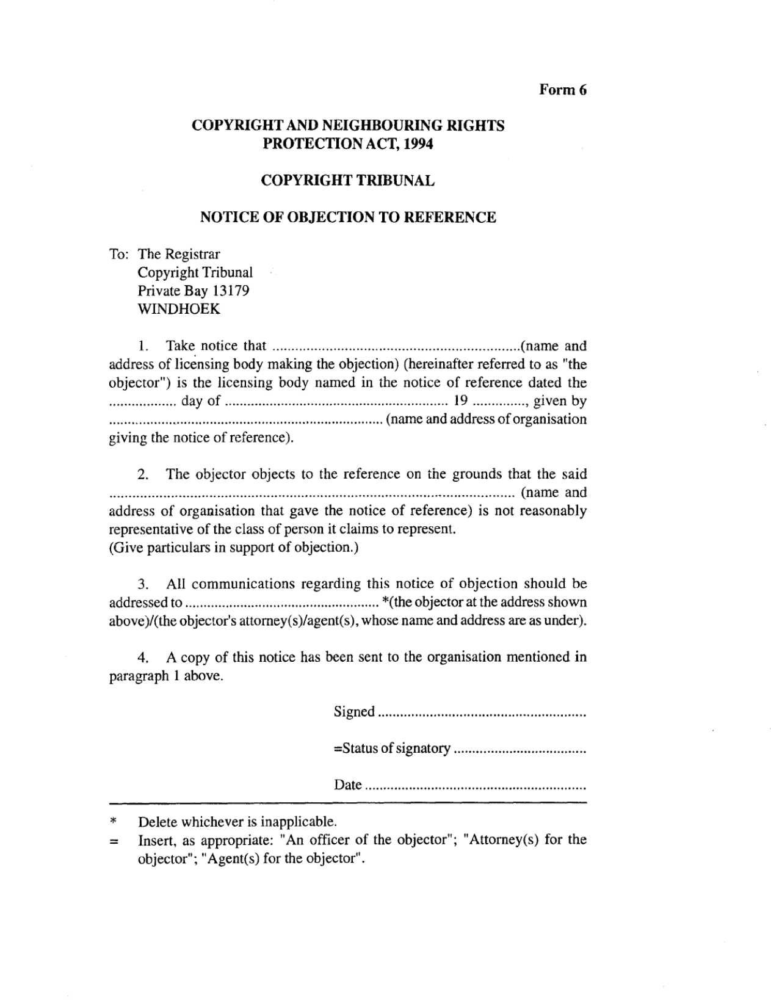 Form 6
COPYRIGHT AND NEIGHBOURING RIGHTS
PROTECTION ACT, 1994
COPYRIGHT TRIBUNAL
NOTICE OF OBJECTION TO REFERENCE
To: The Registrar
Copyright Tribunal
Private Bay 13179
WINDHOEK
1. Take notice that ....................................................................(name and
address of licensing body making the objection) (hereinafter referred to as "the
objector") is the licensing body named in the notice of reference dated the
.................. day of ............................................................. 19 .............., given by
........................................................................... (name and address of organisation
giving the notice of reference).
2. The objector objects to the reference on the grounds that the said
............................................................................................................... (name and
address of organisation that gave the notice of reference) is not reasonably
representative of the class of person it claims to represent.
(Give particulars in support of objection.)
3. All communications regarding this notice of objection should be
addressed to ..................................................... *(the objector at the address shown
above)/(the objector's attorney(s)/agent(s), whose name and address are as under).
4. A copy of this notice has been sent to the organisation mentioned in
paragraph 1 above.
Signed .........................................................
=Status of signatory ....................................
Date .............................................................
* Delete whichever is inapplicable.
= Insert, as appropriate: "An officer of the objector"; "Attorney(s) for the
objector"; "Agent(s) for the objector".